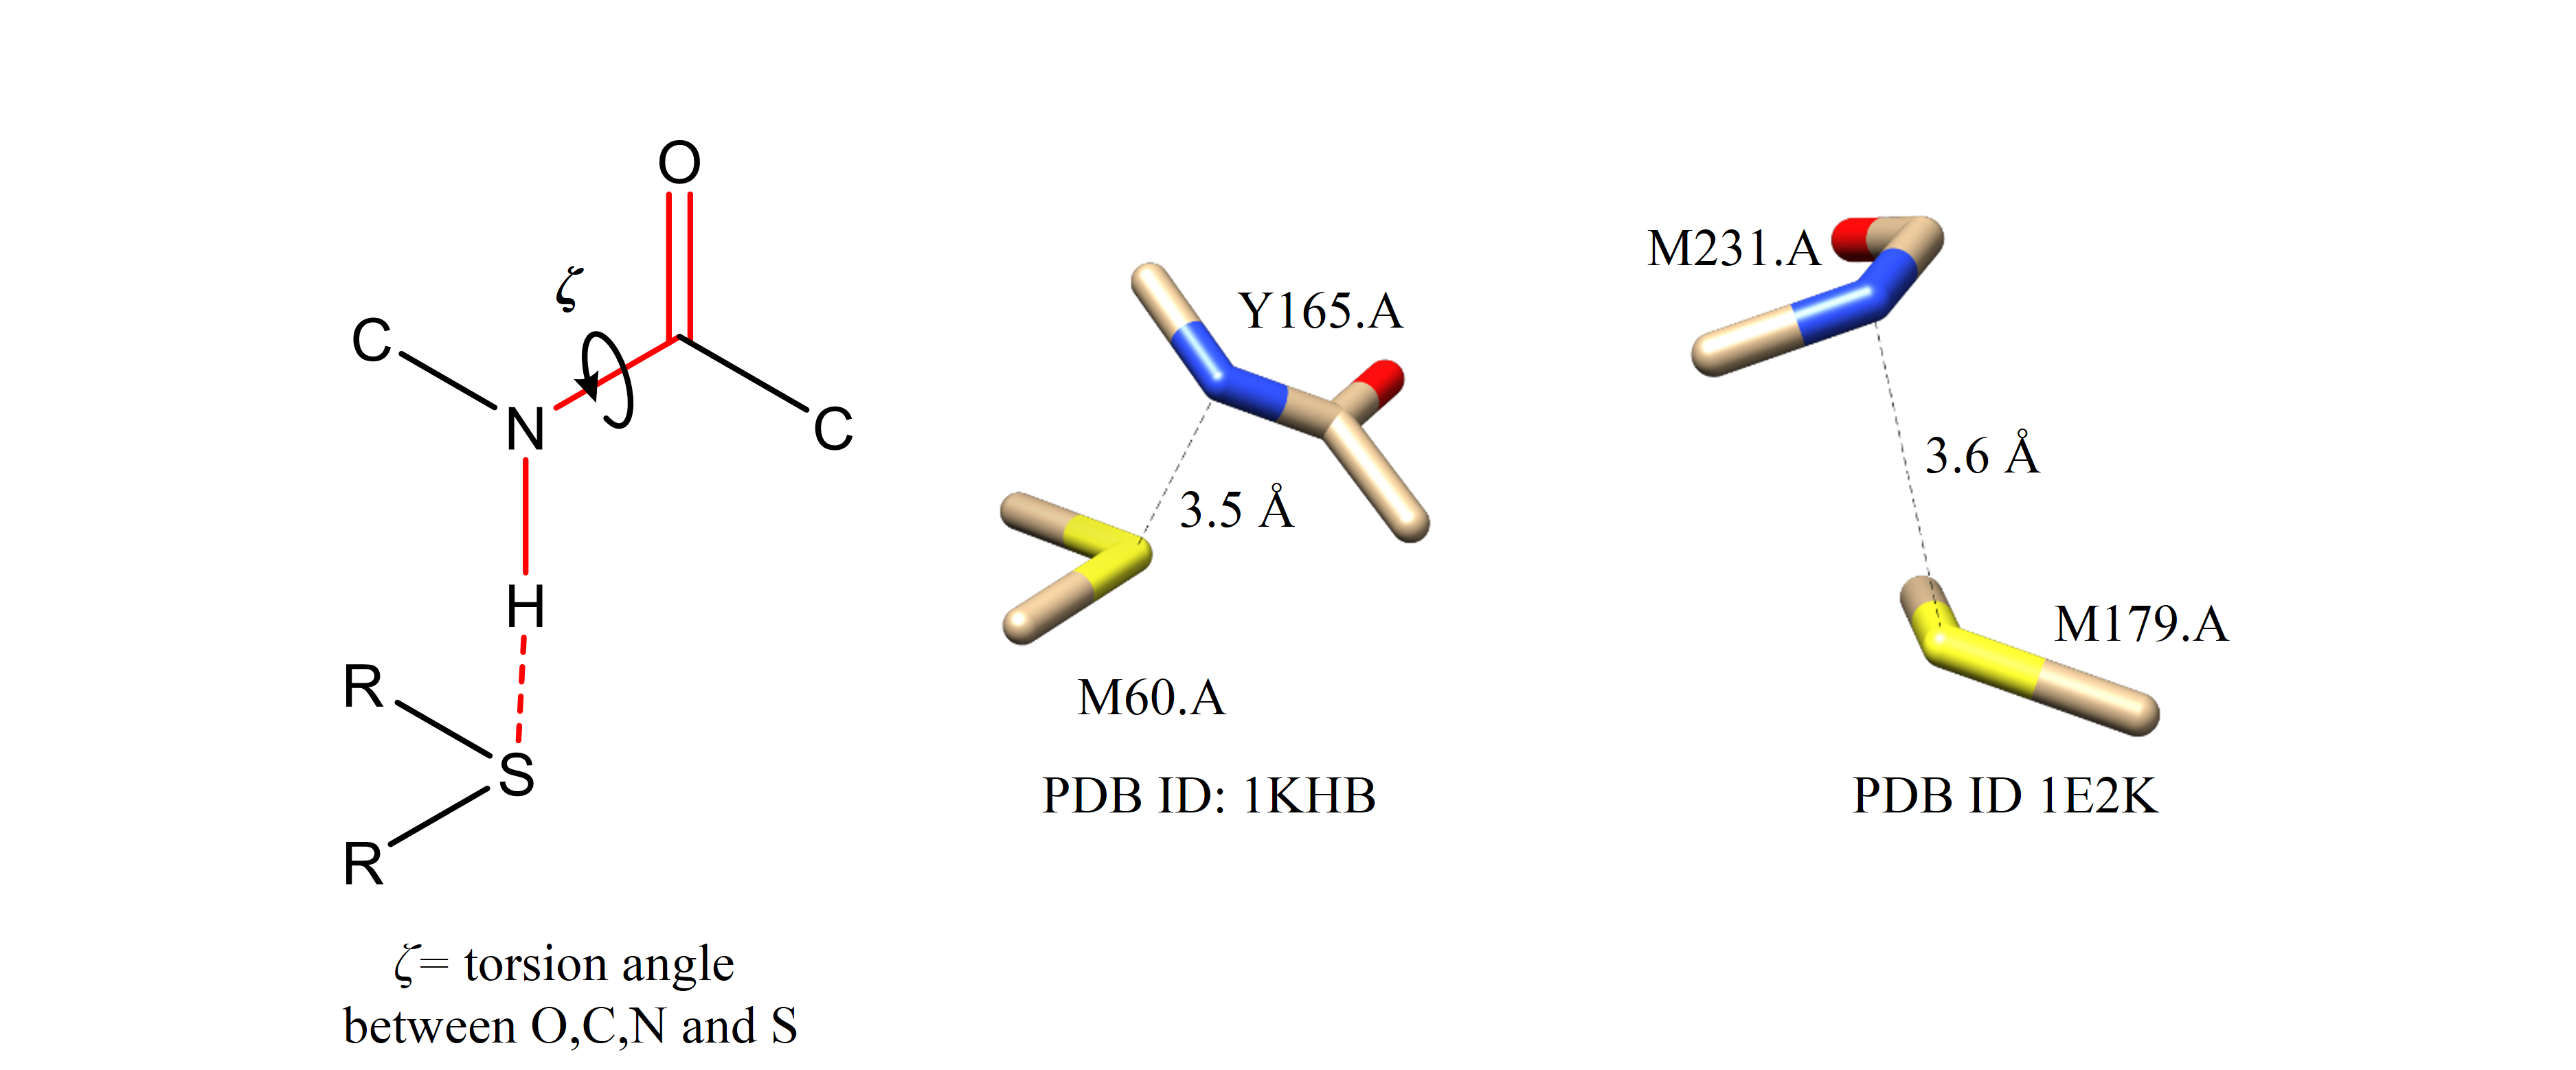 O
C
ζ
N
C
H
R
S
R
ζ= torsion angle
between O,C,N and S
Y165.A
3.5 Å
M60.A
PDB ID: 1KHB
M231.A
3.6 Å
M179.A
PDB ID 1E2K